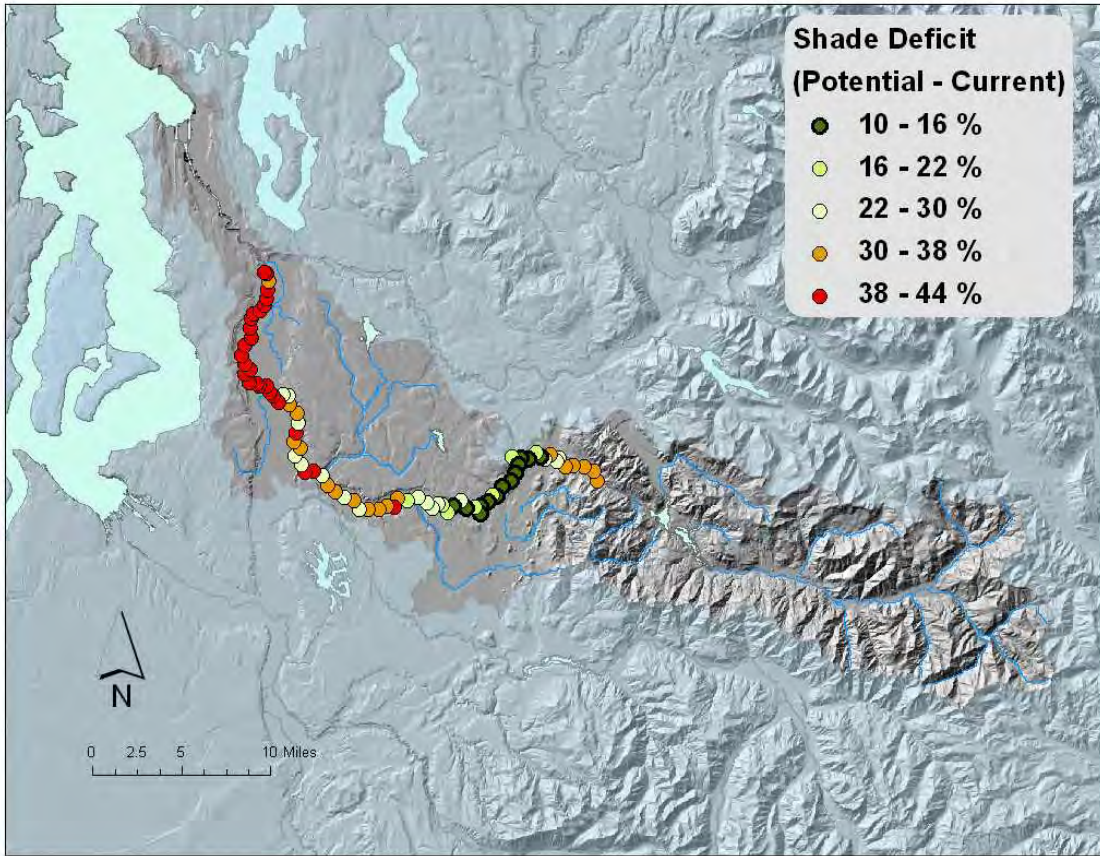 Shade Deficit
(Potential - Current)
10 - 16 %
16 - 22 %
22 - 30 %
30 - 38 %
38 - 44 %
N
0 2.5 5 10 Miles